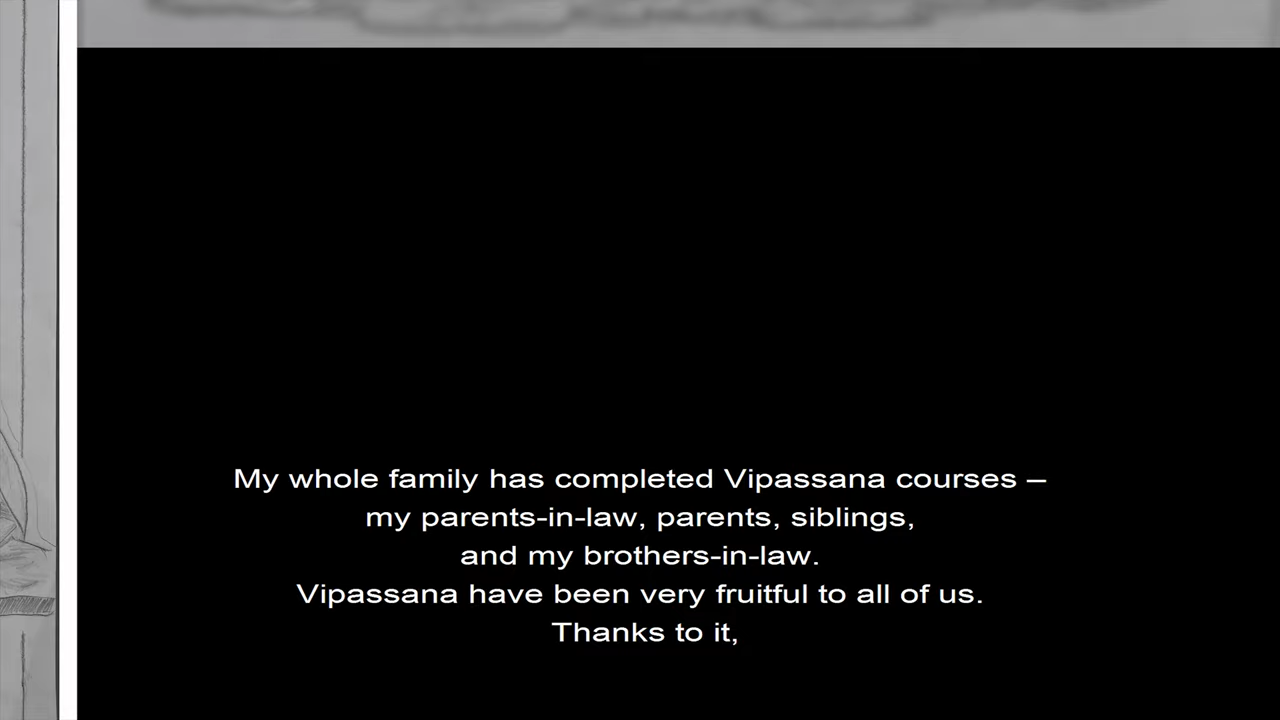 My whole family has completed Vipassana courses –
my parents-in-law, parents, siblings,
and my brothers-in-law.
Vipassana have been very fruitful to all of us.
Thanks to it,